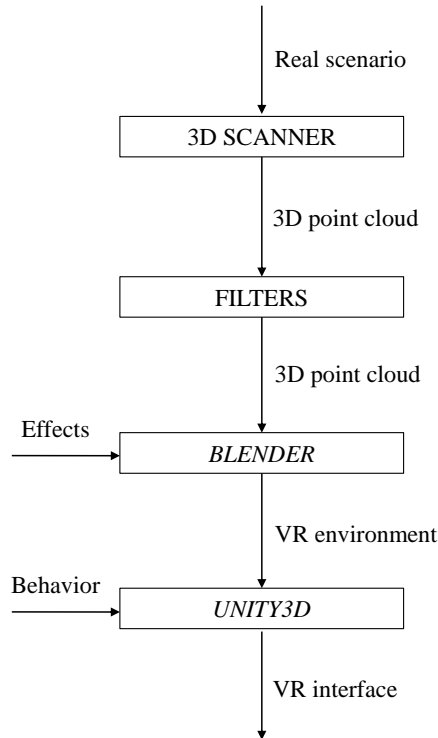 Real scenario
3D SCANNER
3D point cloud
FILTERS
3D point cloud
Effects
BLENDER
VR environment
Behavior
UNITY3D
VR interface